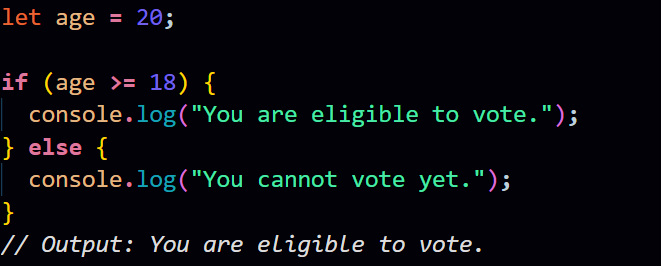 let age = 20;
if (age >= 18) {
  console.log("You are eligible to vote.");
} else {
  console.log("You cannot vote yet.");
}
// Output: You are eligible to vote.